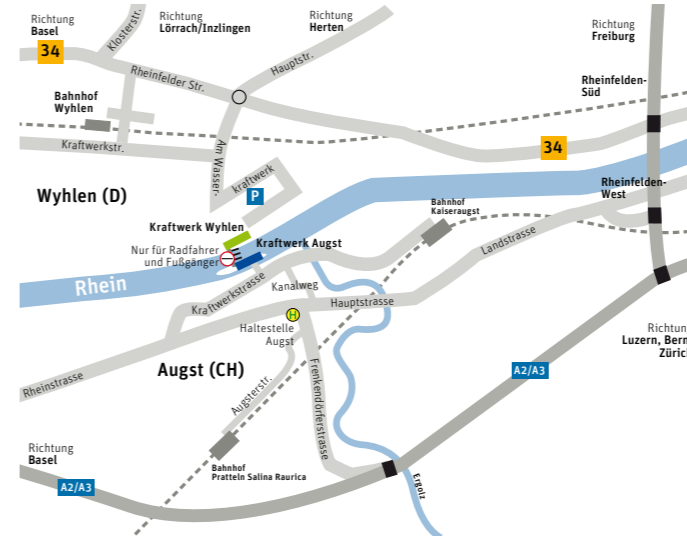 Richtung
Basel
34
Klosterstr.
Richtung
Lörrach/Inzlingen
Richtung
Herten
Richtung
Freiburg
Hauptstr.
Rheinfelder Str.
Rheinfelden-
Süd
Bahnhof
Wyhlen
Kraftwerkstr.
Am Wasser-
kraftwerk
34
P
Wyhlen (D)
Rheinfelden-
West
Bahnhof
Kaiseraugst
Kraftwerk Wyhlen
Kraftwerk Augst
Nur für Radfahrer
und Fußgänger
Landstrasse
Rhein
Kraftwerkstrasse
Kanalweg
Hauptstrasse
H
Haltestelle
Augst
Richtung
Luzern, Bern
Zürich
Augst (CH)
Rheinstrasse
Augsterstr.
Frenkendörferstrasse
A2/A3
Richtung
Basel
Bahnhof
Pratteln Salina Raurica
A2/A3
Ergolz